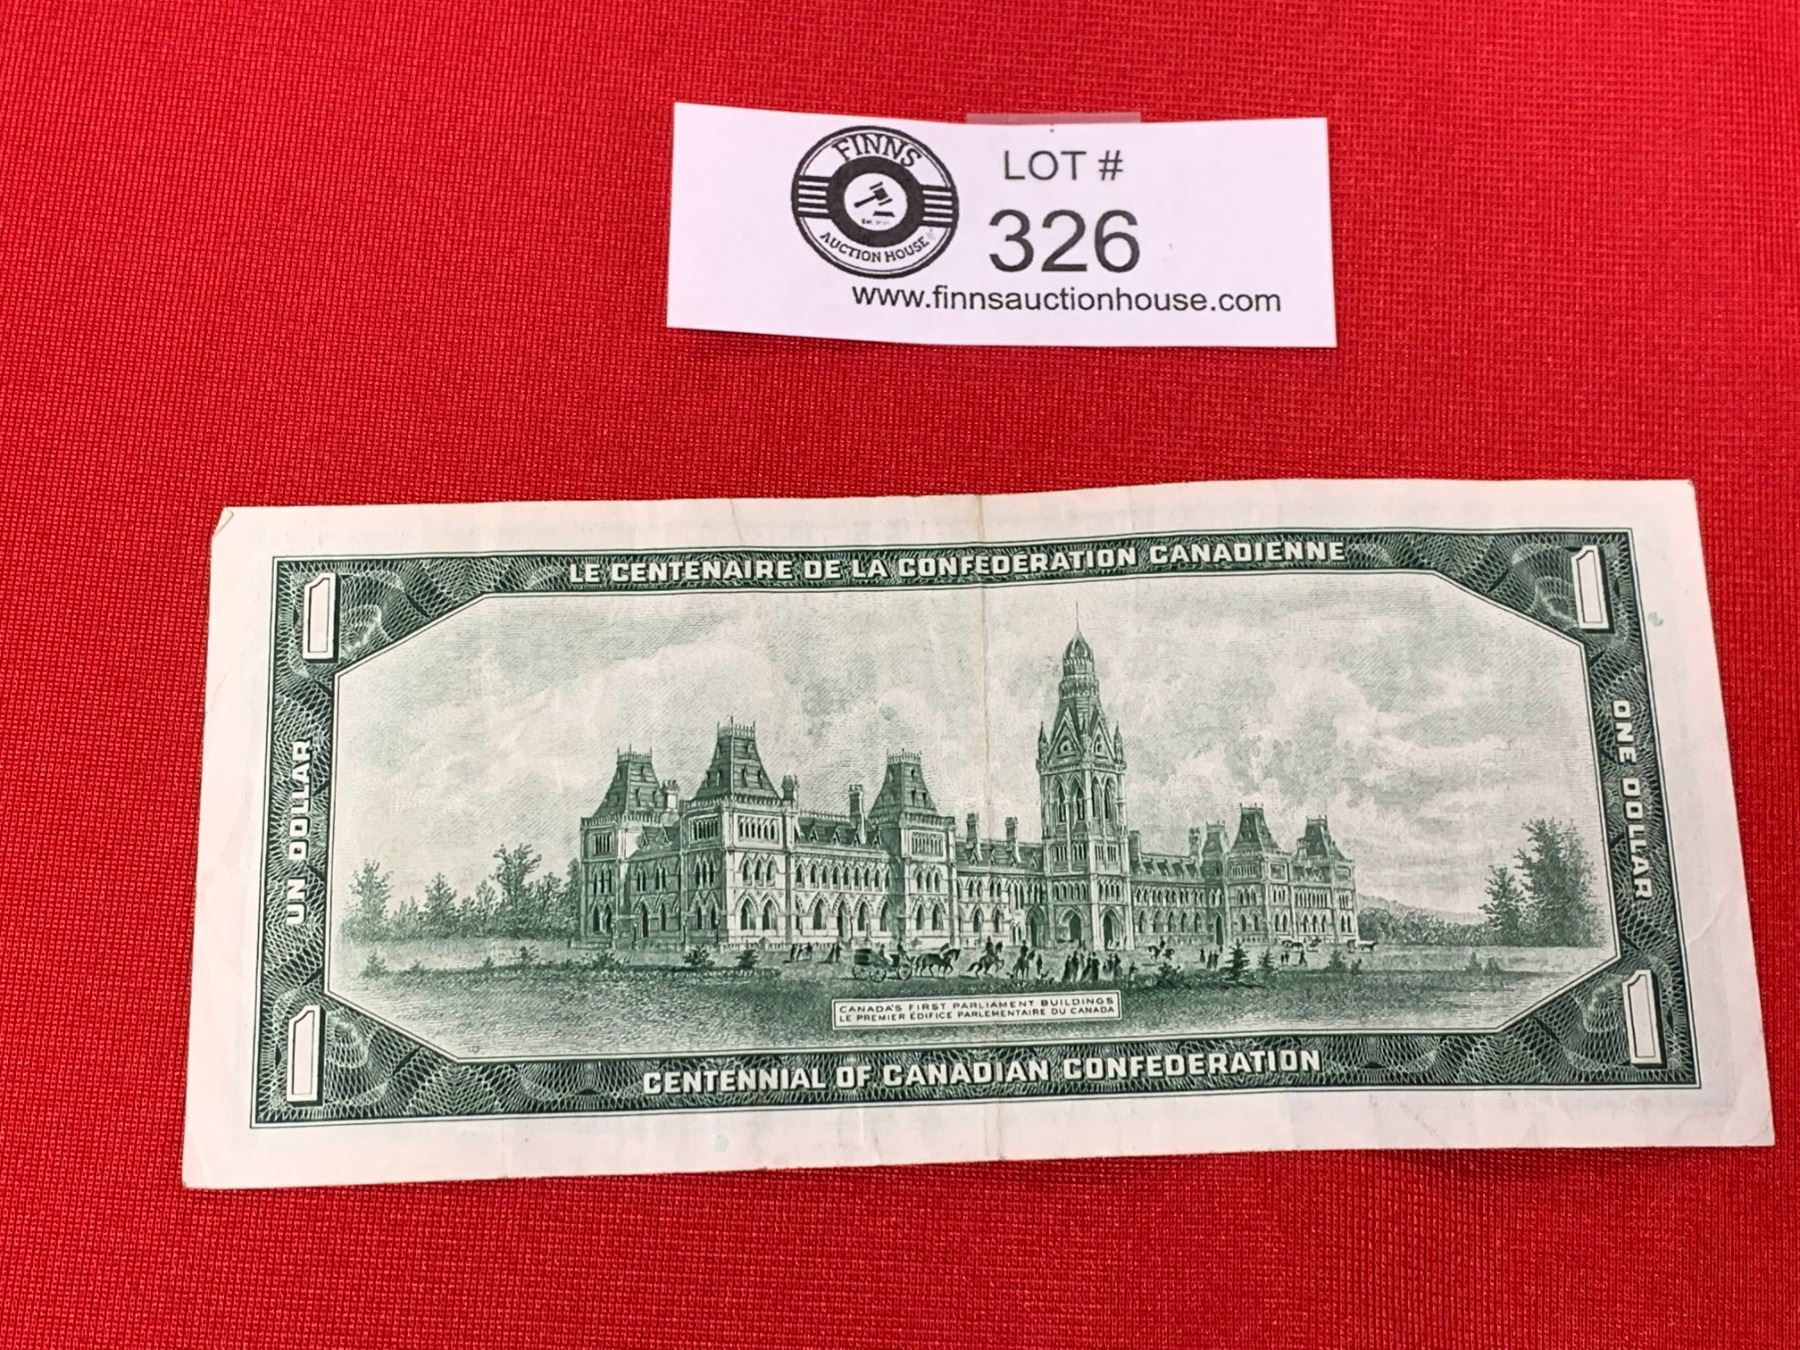 FINNS
AUCTION HOUSE
LOT #
326
www.finnsauctionhouse.com
1
LE CENTENAIRE DE LA CONFEDERATION CANADIENNE
1
UN DOLLAR
ONE DOLLAR
CANADA'S FIRST PARLIAMENT BUILDINGS
LE PREMIER ÉDIFICE PARLEMENTAIRE DU CANADA
1
CENTENNIAL OF CANADIAN CONFEDERATION
1